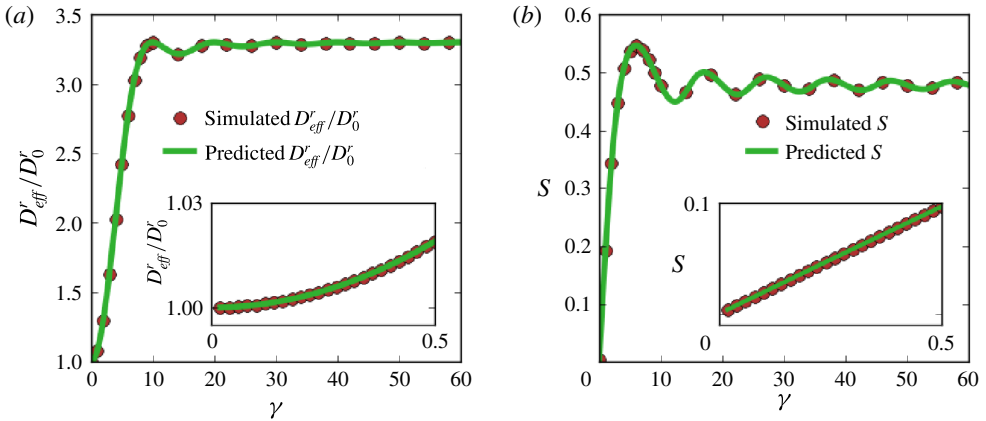 (a)
3.5
3.0
2.5
2.0
1.5
1.0
D^r_eff/D^r_0
Simulated D^r_eff/D^r_0
Predicted D^r_eff/D^r_0
1.03
1.00
D^r_eff/D^r_0
0
0.5
0 10 20 30 40 50 60
γ
(b)
0.6
0.5
0.4
0.3
0.2
0.1
0
S
Simulated S
Predicted S
0.1
S
0
0.5
10 20 30 40 50 60
γ